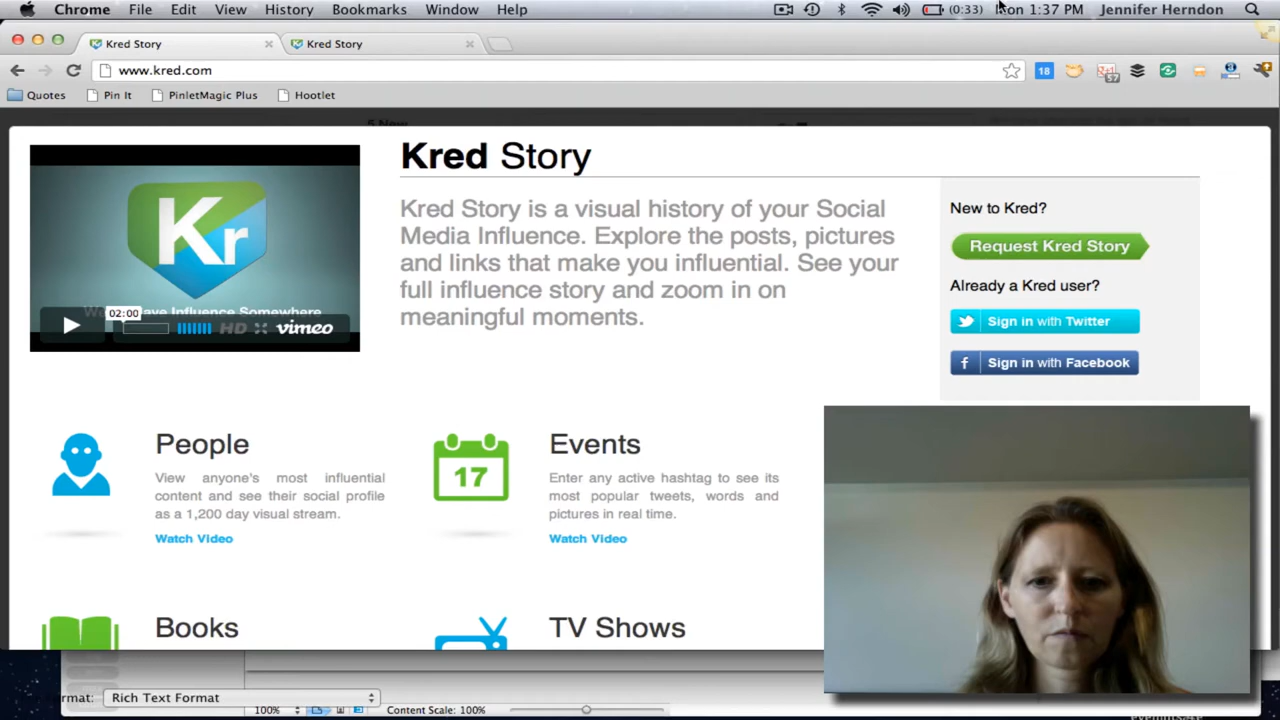 Chrome File Edit View History Bookmarks Window Help (0:33) Mon 1:37 PM Jennifer Herndon
Kred Story Kred Story
www.kred.com 18 57
Quotes Pin It PinletMagic Plus Hootlet
5 New
Kred Story
Kr
Kred Story is a visual history of your Social
Media Influence. Explore the posts, pictures
and links that make you influential. See your
full influence story and zoom in on
meaningful moments.
Influence Somewhere
02:00
HD vimeo
New to Kred?
Request Kred Story
Already a Kred user?
Sign in with Twitter
f Sign in with Facebook
People
View anyone's most influential
content and see their social profile
as a 1,200 day visual stream.
Watch Video
17
Events
Enter any active hashtag to see its
most popular tweets, words and
pictures in real time.
Watch Video
Books
TV Shows
ormat: Rich Text Format
100% Content Scale: 100%